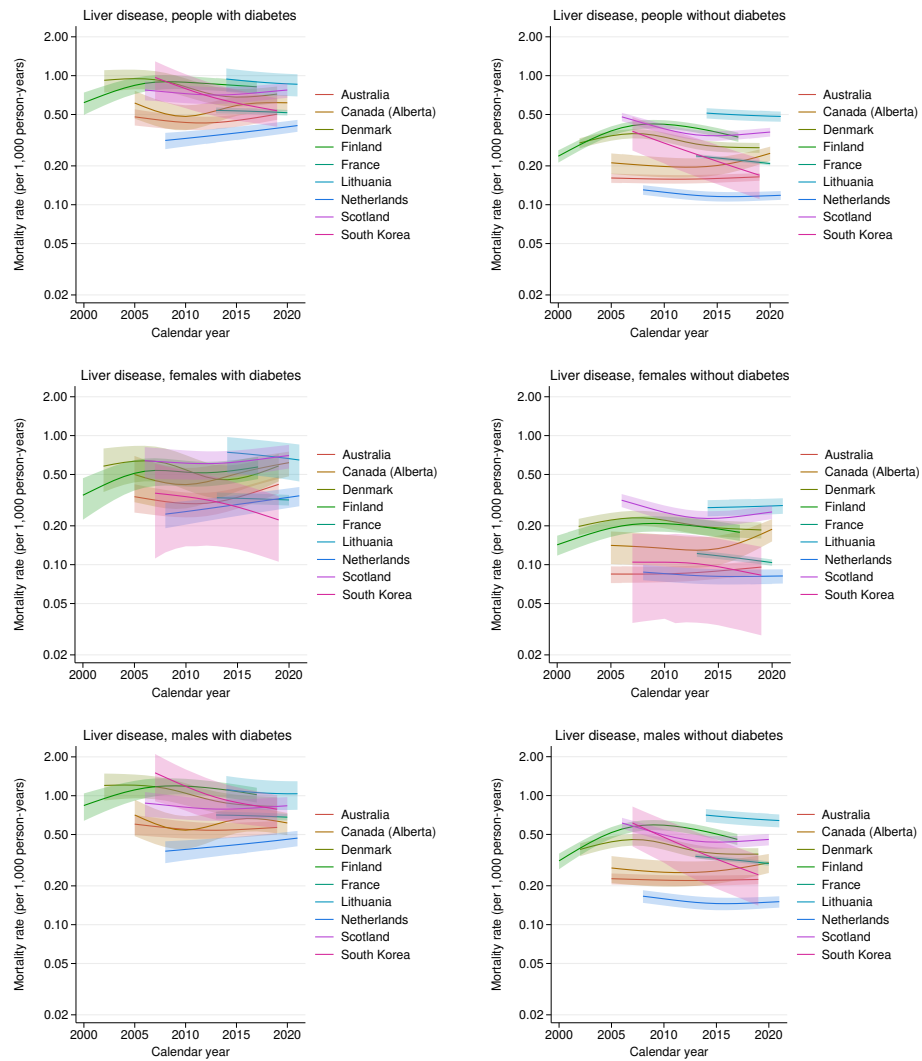 Liver disease, people with diabetes
Mortality rate (per 1,000 person-years)
2.00
1.00
0.50
0.20
0.10
0.05
0.02
2000 2005 2010 2015 2020
Calendar year
Australia
Canada (Alberta)
Denmark
Finland
France
Lithuania
Netherlands
Scotland
South Korea
Liver disease, people without diabetes
Mortality rate (per 1,000 person-years)
2.00
1.00
0.50
0.20
0.10
0.05
0.02
2000 2005 2010 2015 2020
Calendar year
Australia
Canada (Alberta)
Denmark
Finland
France
Lithuania
Netherlands
Scotland
South Korea
Liver disease, females with diabetes
Mortality rate (per 1,000 person-years)
2.00
1.00
0.50
0.20
0.10
0.05
0.02
2000 2005 2010 2015 2020
Calendar year
Australia
Canada (Alberta)
Denmark
Finland
France
Lithuania
Netherlands
Scotland
South Korea
Liver disease, females without diabetes
Mortality rate (per 1,000 person-years)
2.00
1.00
0.50
0.20
0.10
0.05
0.02
2000 2005 2010 2015 2020
Calendar year
Australia
Canada (Alberta)
Denmark
Finland
France
Lithuania
Netherlands
Scotland
South Korea
Liver disease, males with diabetes
Mortality rate (per 1,000 person-years)
2.00
1.00
0.50
0.20
0.10
0.05
0.02
2000 2005 2010 2015 2020
Calendar year
Australia
Canada (Alberta)
Denmark
Finland
France
Lithuania
Netherlands
Scotland
South Korea
Liver disease, males without diabetes
Mortality rate (per 1,000 person-years)
2.00
1.00
0.50
0.20
0.10
0.05
0.02
2000 2005 2010 2015 2020
Calendar year
Australia
Canada (Alberta)
Denmark
Finland
France
Lithuania
Netherlands
Scotland
South Korea